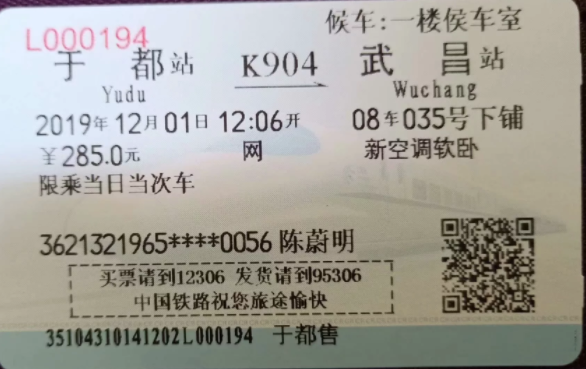 候车:一楼侯车室
L000194
于都站 K904 武昌站
Yudu Wuchang
2019年12月01日12:06开 08车035号下铺
￥285.0元 网 新空调软卧
限乘当日当次车
3621321965****0056 陈蔚明
买票请到12306 发货请到95306
中国铁路祝您旅途愉快
35104310141202L000194 于都售